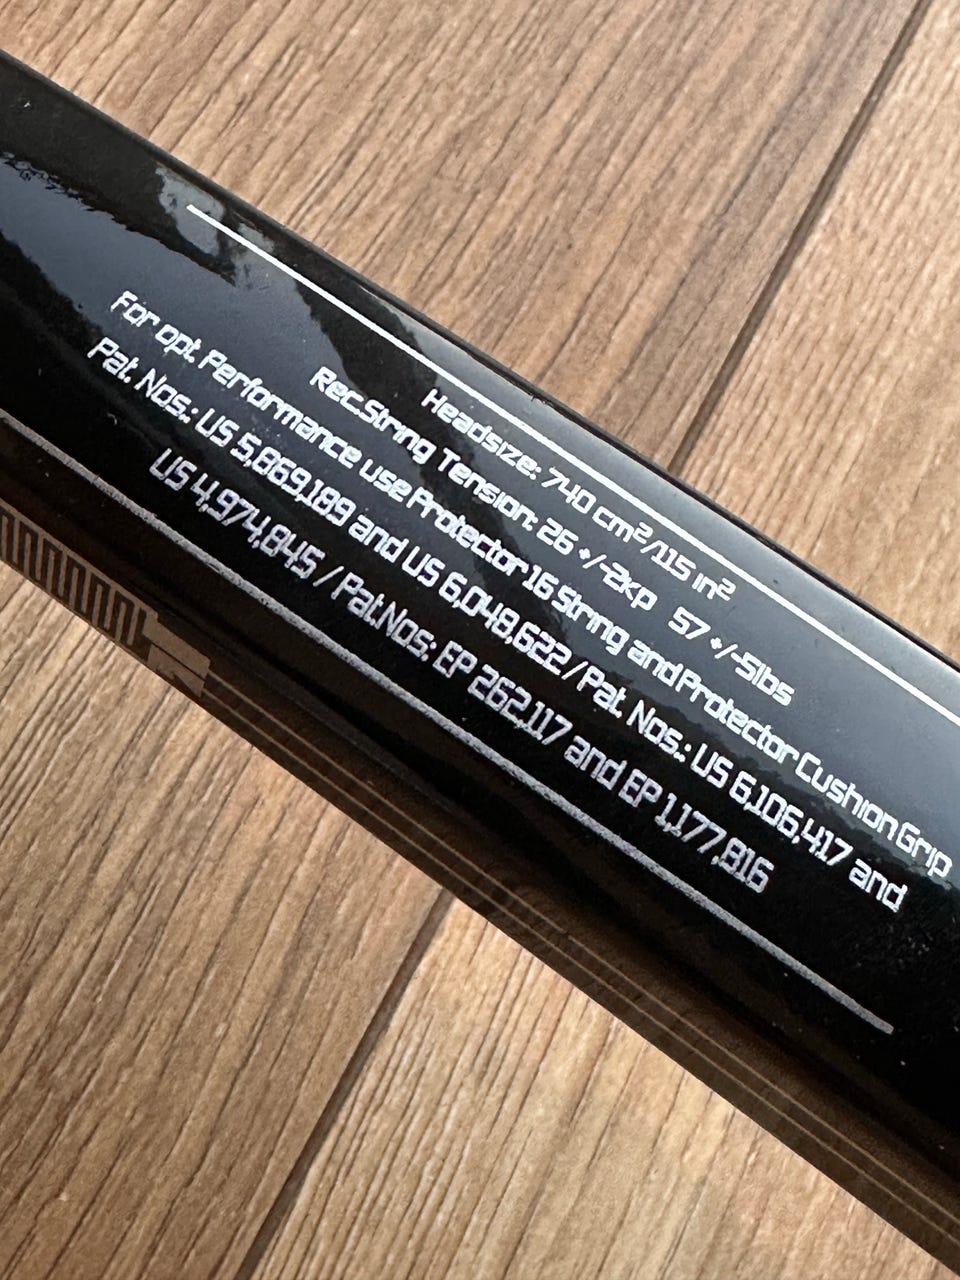 Headsize: 740 cm²/115 in²
Rec.String Tension: 26 +/-2kp 57 +/-5lbs
For opt. Performance use Protector 16 String and Protector Cushion Grip
Pat. Nos.: US 5,869,189 and US 6,048,622 / Pat. Nos.: US 6,106,417 and
US 4,974,845 / Pat.Nos; EP 262,117 and EP 1,177,816